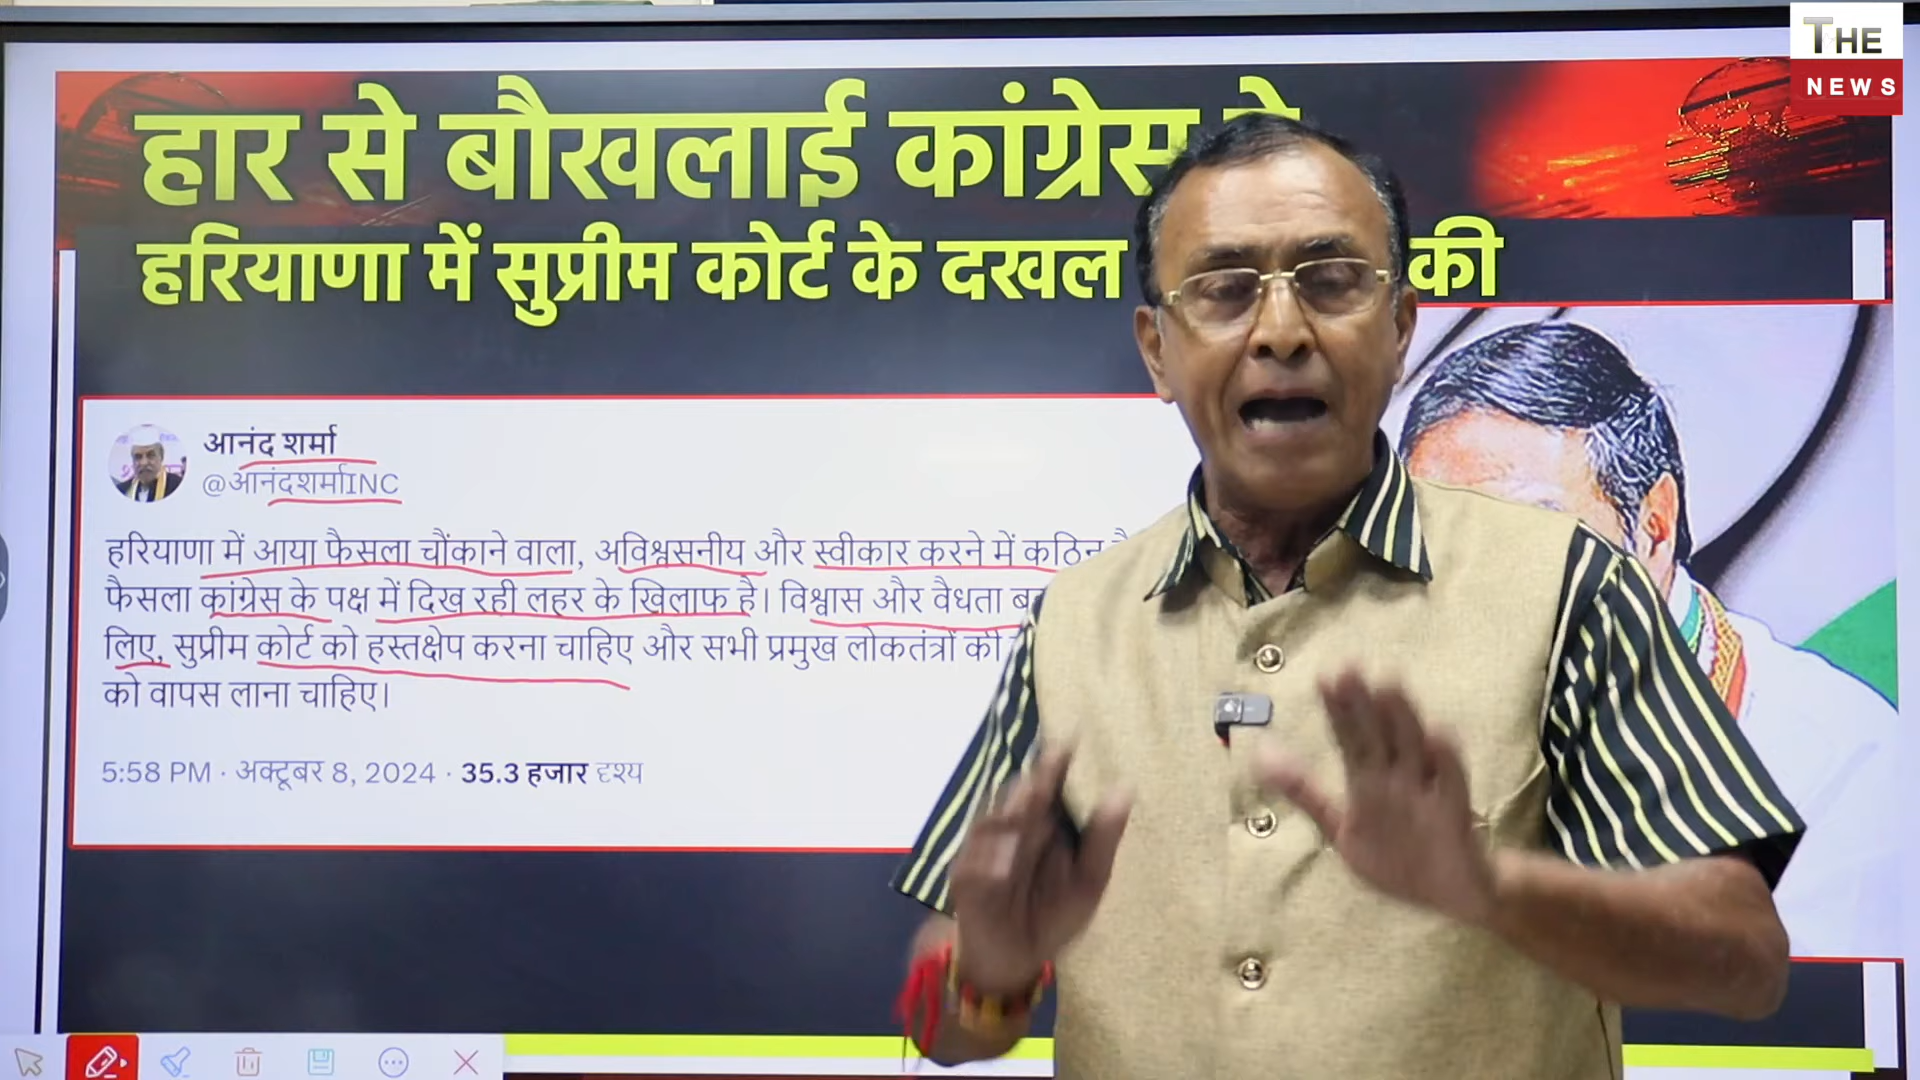 THE
NEWS
हार से बौखलाई कांग्रेस ने
हरियाणा में सुप्रीम कोर्ट के दखल की
आनंद शर्मा
@आनंदशर्माINC
हरियाणा में आया फैसला चौंकाने वाला, अविश्वसनीय और स्वीकार करने में कठिन
फैसला कांग्रेस के पक्ष में दिख रही लहर के खिलाफ है। विश्वास और वैधता
लिए, सुप्रीम कोर्ट को हस्तक्षेप करना चाहिए और सभी प्रमुख लोकतंत्रों की
को वापस लाना चाहिए।
5:58 PM · अक्टूबर 8, 2024 · 35.3 हजार दृश्य